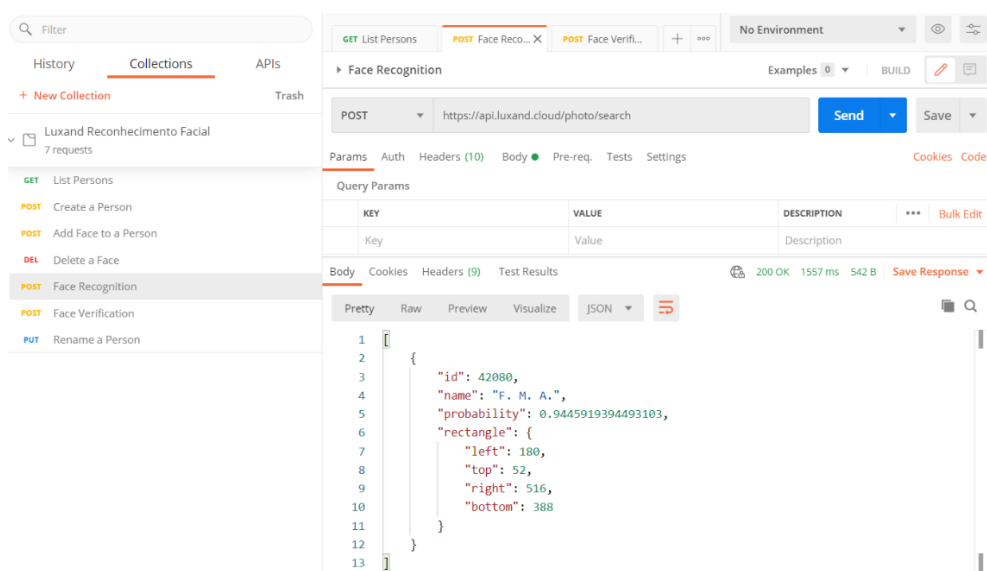 Filter
History Collections APIs
+ New Collection Trash
Luxand Reconhecimento Facial
7 requests
GET List Persons
POST Create a Person
POST Add Face to a Person
DEL Delete a Face
POST Face Recognition
POST Face Verification
PUT Rename a Person
GET List Persons POST Face Reco... X POST Face Verifi... + ooo No Environment
Face Recognition Examples 0 BUILD
POST https://api.luxand.cloud/photo/search Send Save
Params Auth Headers (10) Body Pre-req. Tests Settings Cookies Code
Query Params
KEY VALUE DESCRIPTION ••• Bulk Edit
Key Value Description
Body Cookies Headers (9) Test Results 200 OK 1557 ms 542 B Save Response
Pretty Raw Preview Visualize JSON
1 [
2 {
3 "id": 42080,
4 "name": "F. M. A.",
5 "probability": 0.9445919394493103,
6 "rectangle": {
7 "left": 180,
8 "top": 52,
9 "right": 516,
10 "bottom": 388
11 }
12 }
13 ]